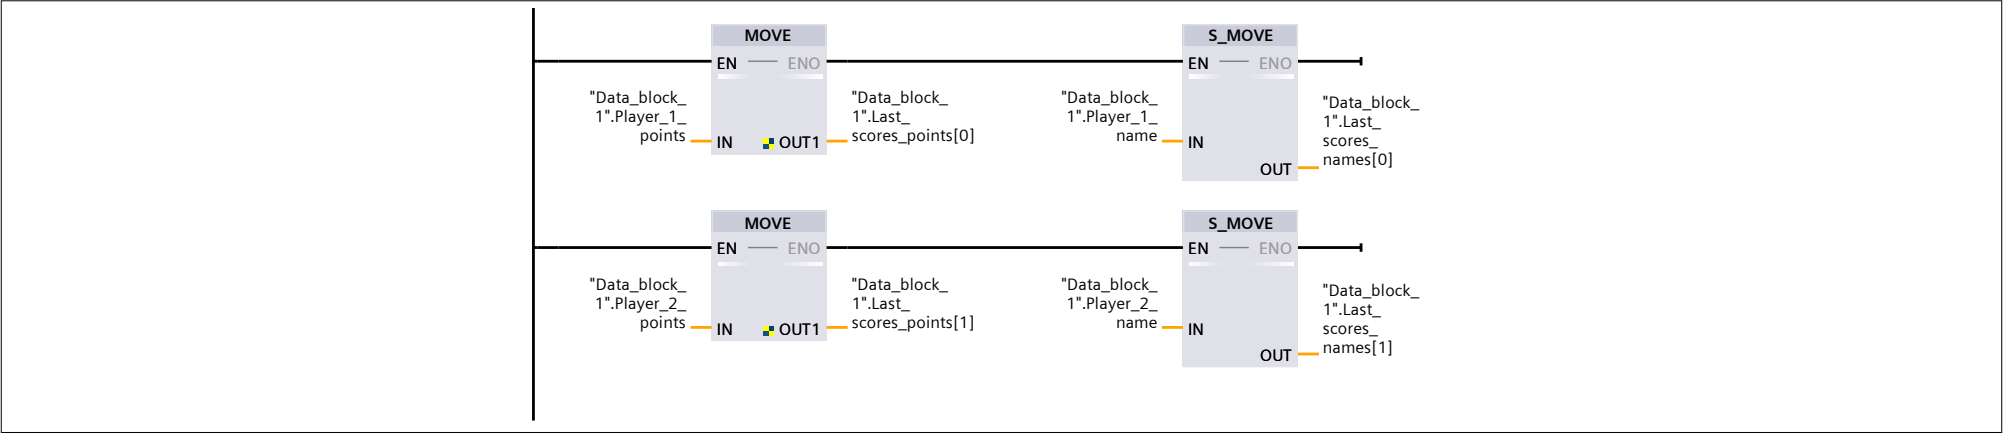 MOVE
EN ENO
"Data_block_
1".Player_1_
points
IN OUT1
"Data_block_
1".Last_
scores_points[0]
S_MOVE
EN ENO
"Data_block_
1".Player_1_
name
IN
OUT
"Data_block_
1".Last_
scores_
names[0]
MOVE
EN ENO
"Data_block_
1".Player_2_
points
IN OUT1
"Data_block_
1".Last_
scores_points[1]
S_MOVE
EN ENO
"Data_block_
1".Player_2_
name
IN
OUT
"Data_block_
1".Last_
scores_
names[1]